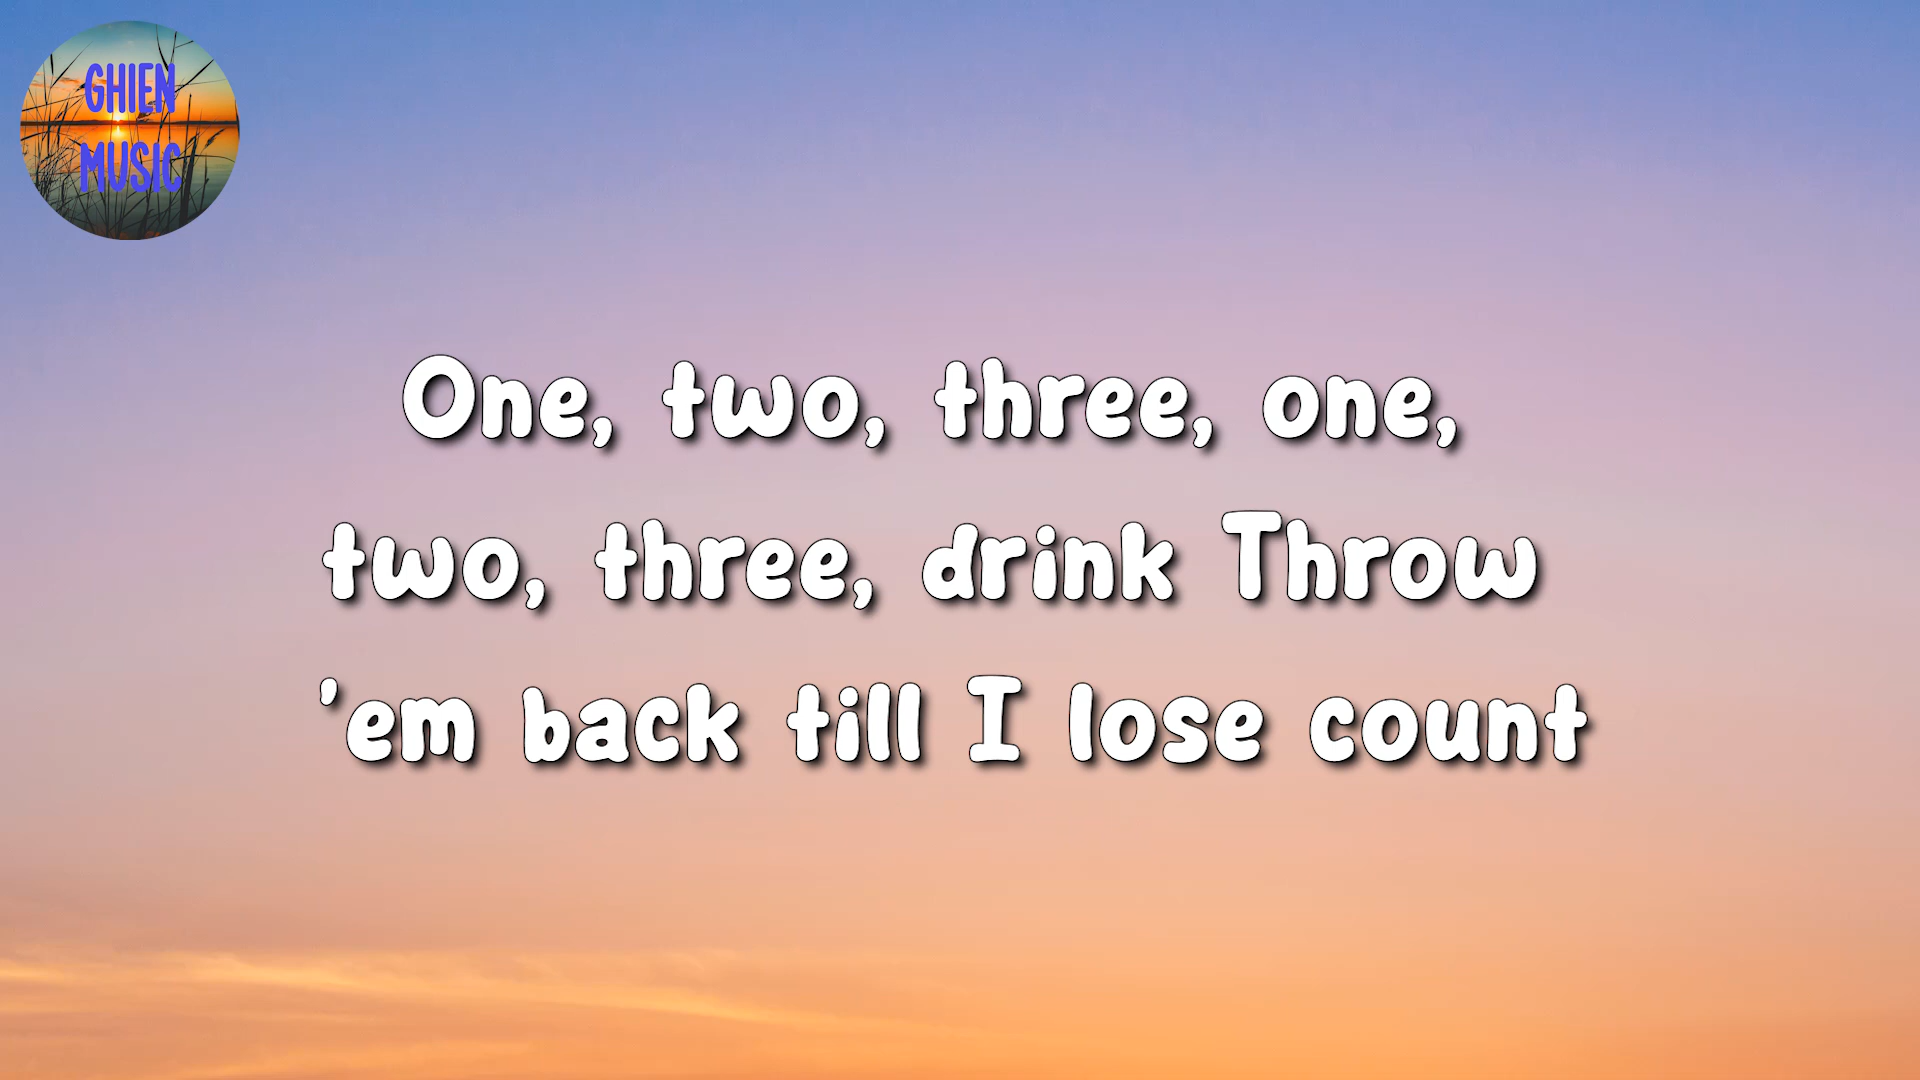 GHIEN
MUSIC
One, two, three, one,
two, three, drink Throw
'em back till I lose count